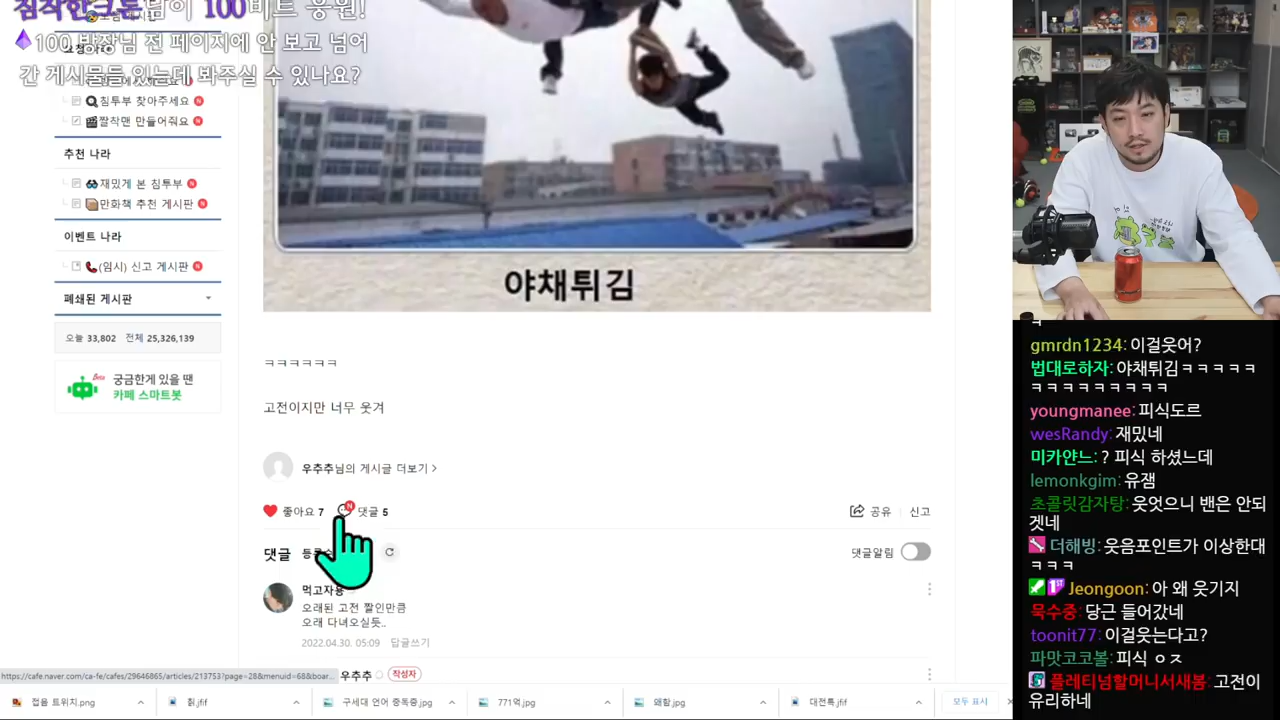 침착한크록님이 100비트 응원!
100 방장님 전 페이지에 안 보고 넘어
간 게시물들 있는데 봐주실 수 있나요?
침투부 찾아주세요
짤착맨 만들어줘요
추천 나라
재밌게 본 침투부
만화책 추천 게시판
이벤트 나라
(임시) 신고 게시판
폐쇄된 게시판
오늘 33,802 전체 25,326,139
Beta
궁금한게 있을 땐
카페 스마트봇
야채튀김
ㅋㅋㅋㅋㅋㅋ
고전이지만 너무 웃겨
우추추님의 게시글 더보기 >
좋아요 7 댓글 5
공유 신고
댓글
댓글알림
먹고자용
오래된 고전 짤인만큼
오래 다녀오실듯..
2022.04.30. 05:09 답글쓰기
우추추 작성자
https://cafe.naver.com/ca-fe/cafes/29646865/articles/213753?page=28&menuid=68&boar...
접읍 트위치.png
췱.jfif
구세대 언어 중독증.jpg
771억.jpg
왜함.jpg
대전툑.jfif
모두 표시
ㅋ
gmrdn1234: 이걸웃어?
법대로하자: 야채튀김ㅋㅋㅋㅋㅋ
ㅋㅋㅋㅋㅋㅋㅋㅋㅋ
youngmanee: 피식도르
wesRandy: 재밌네
미카얀느: ? 피식 하셨느데
lemonkgim: 유잼
초콜릿감자탕: 웃엇으니 밴은 안되
겟네
더해빙: 웃음포인트가 이상한대
ㅋㅋㅋ
Jeongoon: 아 왜 웃기지
묵수중: 당근 들어갔네
toonit77: 이걸웃는다고?
파맛코코볼: 피식 ㅇㅈ
플레티넘할머니서새봄: 고전이
유리하네